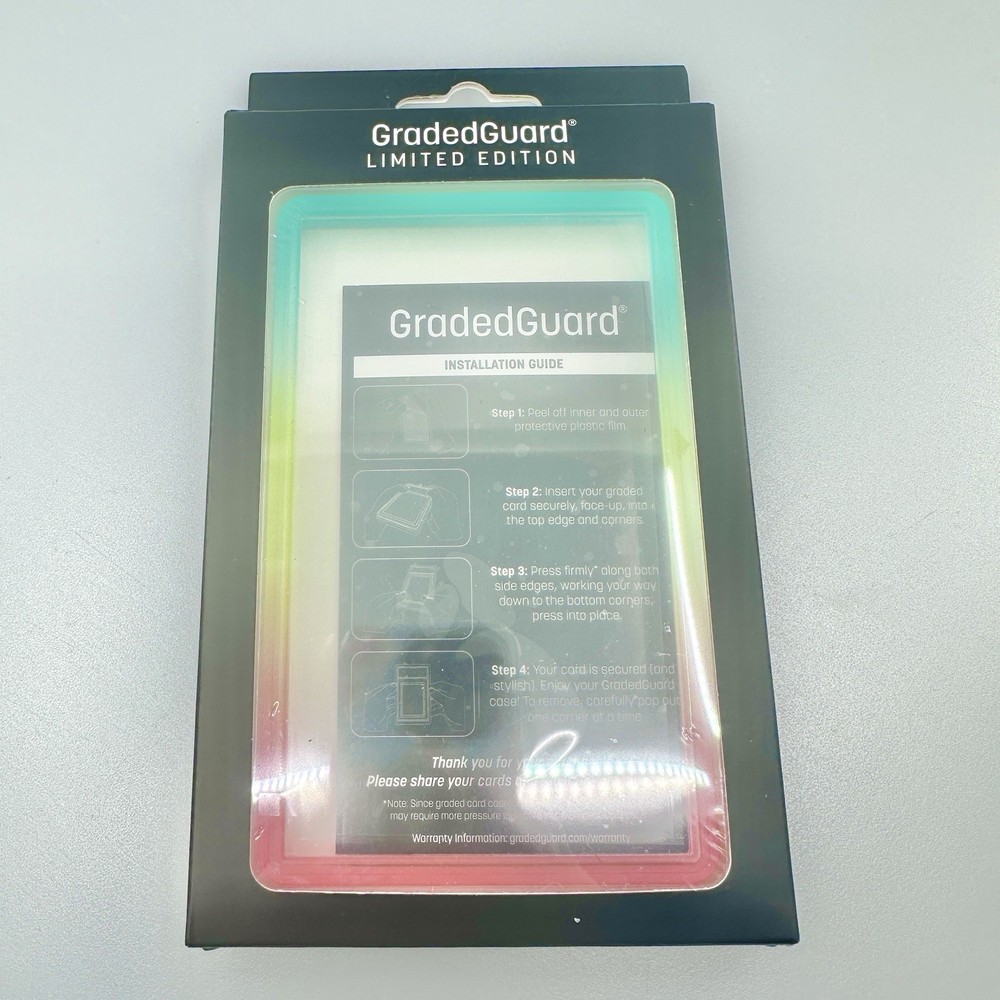 GradedGuard®
LIMITED EDITION
GradedGuard®
INSTALLATION GUIDE
Step 1: Peel off inner and outer
protective plastic film.
Step 2: Insert your graded
card securely, face-up, into
the top edge and corners.
Step 3: Press firmly* along both
side edges, working your way
down to the bottom corners,
press into place.
Step 4: Your card is secured (and
stylish). Enjoy your GradedGuard
case! To remove, carefully pop out
one corner at a time.
Thank you for
Please share your cards
*Note: Since graded card
may require more pressure
Warranty Information: gradedguard.com/warranty